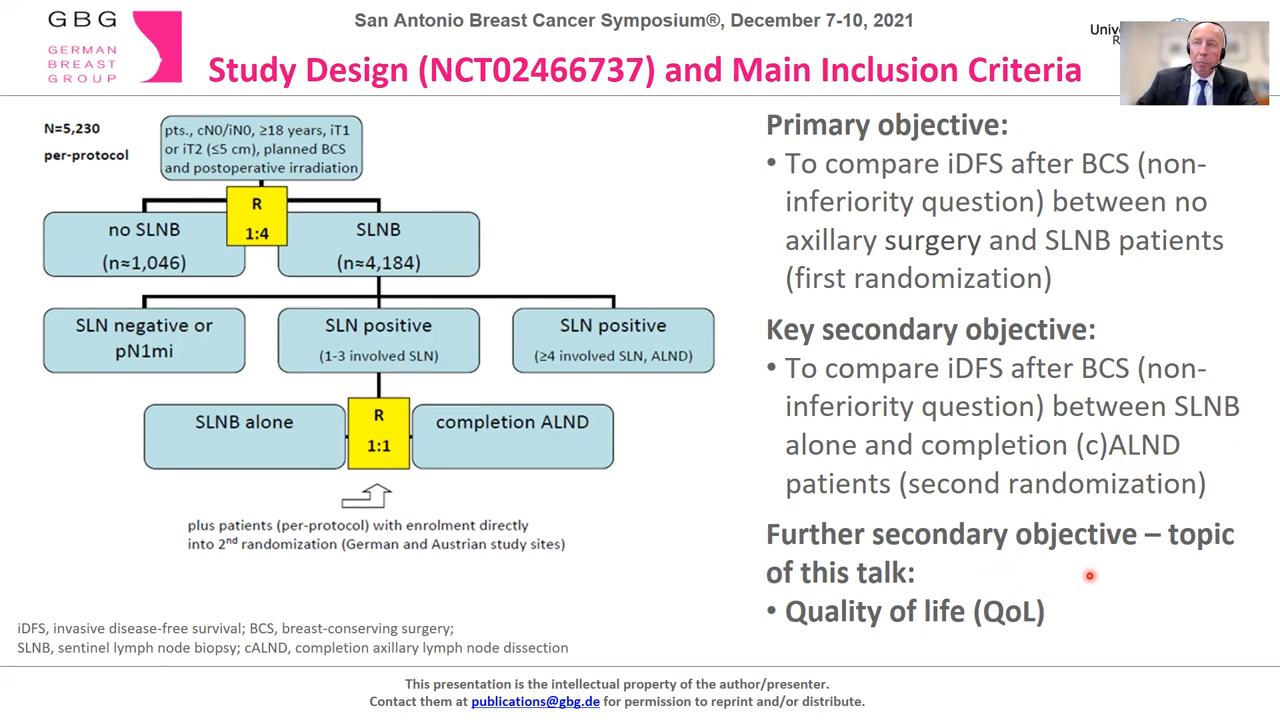 GBG
GERMAN
BREAST
GROUP
San Antonio Breast Cancer Symposium®, December 7-10, 2021
Study Design (NCT02466737) and Main Inclusion Criteria
N=5,230
per-protocol
pts., cN0/iN0, ≥18 years, iT1
or iT2 (≤5 cm), planned BCS
and postoperative irradiation
R
1:4
no SLNB
(n≈1,046)
SLNB
(n≈4,184)
SLN negative or
pN1mi
SLN positive
(1-3 involved SLN)
SLN positive
(≥4 involved SLN, ALND)
SLNB alone
R
1:1
completion ALND
plus patients (per-protocol) with enrolment directly
into 2nd randomization (German and Austrian study sites)
Primary objective:
• To compare iDFS after BCS (non-
inferiority question) between no
axillary surgery and SLNB patients
(first randomization)
Key secondary objective:
• To compare iDFS after BCS (non-
inferiority question) between SLNB
alone and completion (c)ALND
patients (second randomization)
Further secondary objective – topic
of this talk:
• Quality of life (QoL)
iDFS, invasive disease-free survival; BCS, breast-conserving surgery;
SLNB, sentinel lymph node biopsy; cALND, completion axillary lymph node dissection
This presentation is the intellectual property of the author/presenter.
Contact them at publications@gbg.de for permission to reprint and/or distribute.